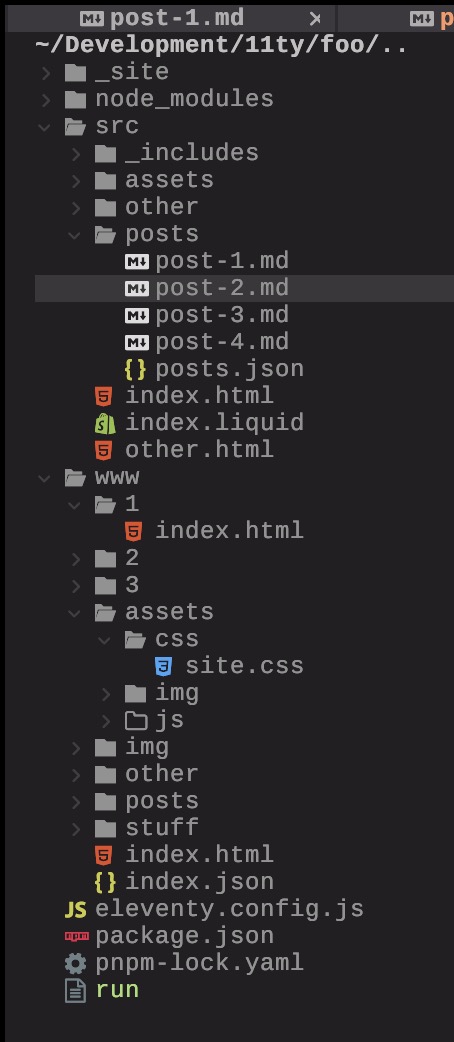 post-1.md × p
~/Development/11ty/foo/..
_site
node_modules
src
_includes
assets
other
posts
post-1.md
post-2.md
post-3.md
post-4.md
posts.json
index.html
index.liquid
other.html
www
1
index.html
2
3
assets
css
site.css
img
js
img
other
posts
stuff
index.html
index.json
JS eleventy.config.js
package.json
pnpm-lock.yaml
run